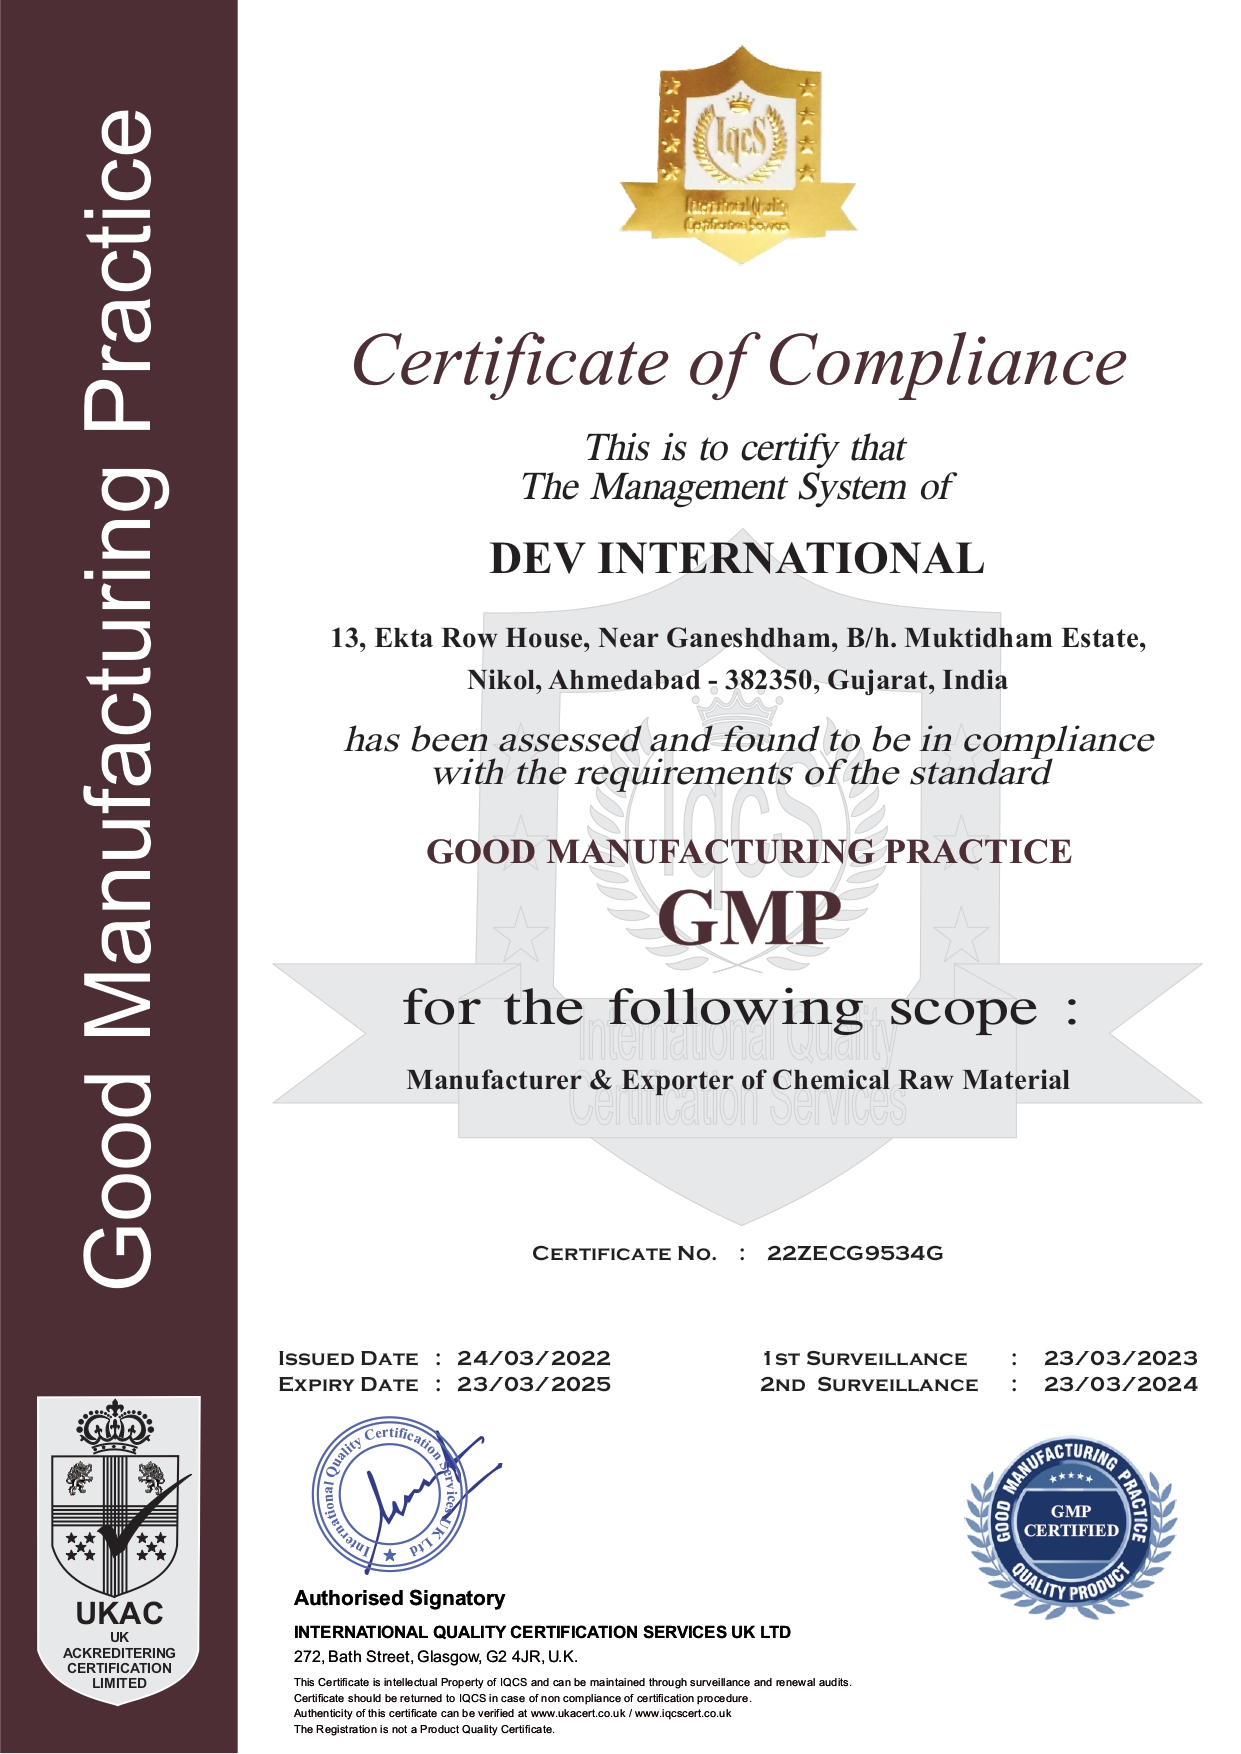 Good Manufacturing Practice
IqcS
International Quality
Certification Services
Certificate of Compliance
This is to certify that
The Management System of
DEV INTERNATIONAL
13, Ekta Row House, Near Ganeshdham, B/h. Muktidham Estate,
Nikol, Ahmedabad - 382350, Gujarat, India
has been assessed and found to be in compliance
with the requirements of the standard
IqcS
GOOD MANUFACTURING PRACTICE
GMP
for the following scope :
International Quality
Manufacturer & Exporter of Chemical Raw Material
Certification Services
CERTIFICATE NO. : 22ZECG9534G
ISSUED DATE : 24/03/2022 1ST SURVEILLANCE : 23/03/2023
EXPIRY DATE : 23/03/2025 2ND SURVEILLANCE : 23/03/2024
International Quality Certification Services UK Ltd
GOOD MANUFACTURING PRACTICE
GMP
CERTIFIED
QUALITY PRODUCT
UKAC
UK
ACKREDITERING
CERTIFICATION
LIMITED
Authorised Signatory
INTERNATIONAL QUALITY CERTIFICATION SERVICES UK LTD
272, Bath Street, Glasgow, G2 4JR, U.K.
This Certificate is intellectual Property of IQCS and can be maintained through surveillance and renewal audits.
Certificate should be returned to IQCS in case of non compliance of certification procedure.
Authenticity of this certificate can be verified at www.ukacert.co.uk / www.iqcscert.co.uk
The Registration is not a Product Quality Certificate.